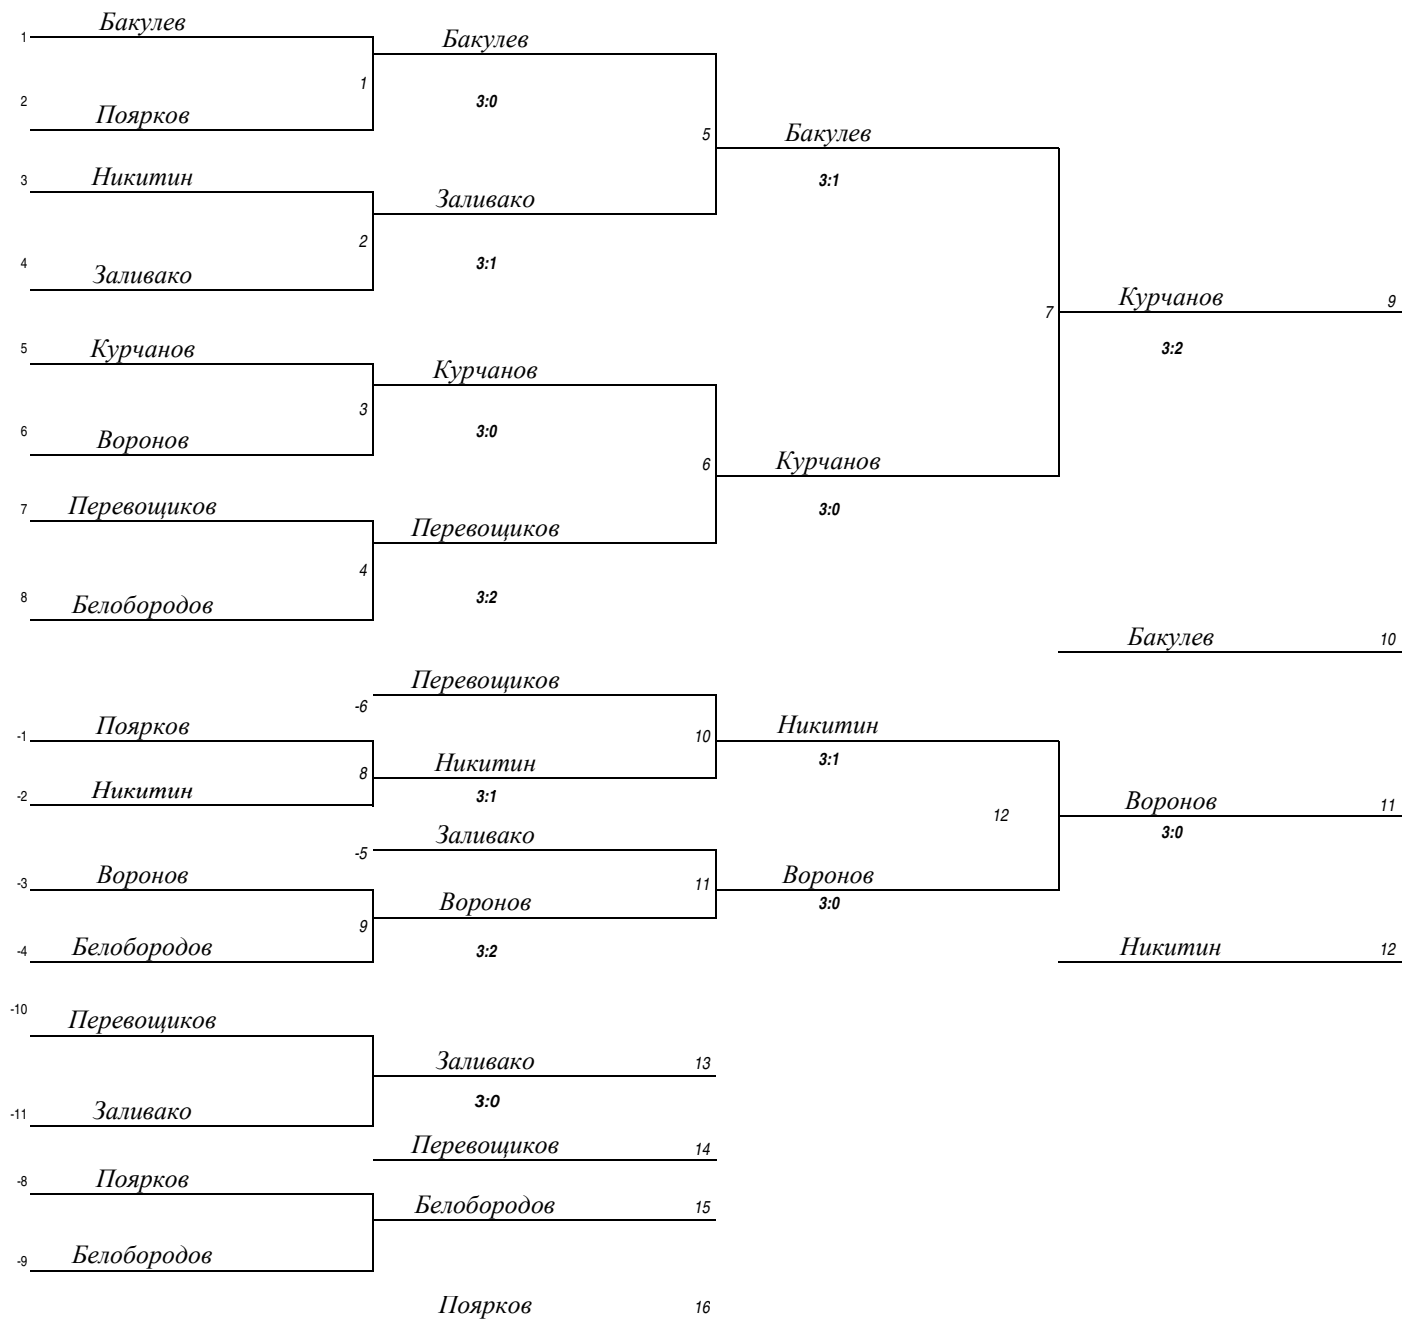 1 Бакулев
Бакулев
1
2 Поярков
3:0
5 Бакулев
3 Никитин
3:1
Заливако
2
4 Заливако
3:1
7 Курчанов 9
5 Курчанов
3:2
Курчанов
3
6 Воронов
3:0
6 Курчанов
7 Перевощиков
3:0
Перевощиков
4
8 Белобородов
3:2
Бакулев 10
-6 Перевощиков
-1 Поярков
10 Никитин
8 Никитин
3:1
-2 Никитин
3:1
12 Воронов 11
-5 Заливако
3:0
-3 Воронов
11 Воронов
Воронов
3:0
9
-4 Белобородов
3:2
Никитин 12
-10 Перевощиков
Заливако 13
-11 Заливако
3:0
Перевощиков 14
-8 Поярков
Белобородов 15
-9 Белобородов
Поярков 16